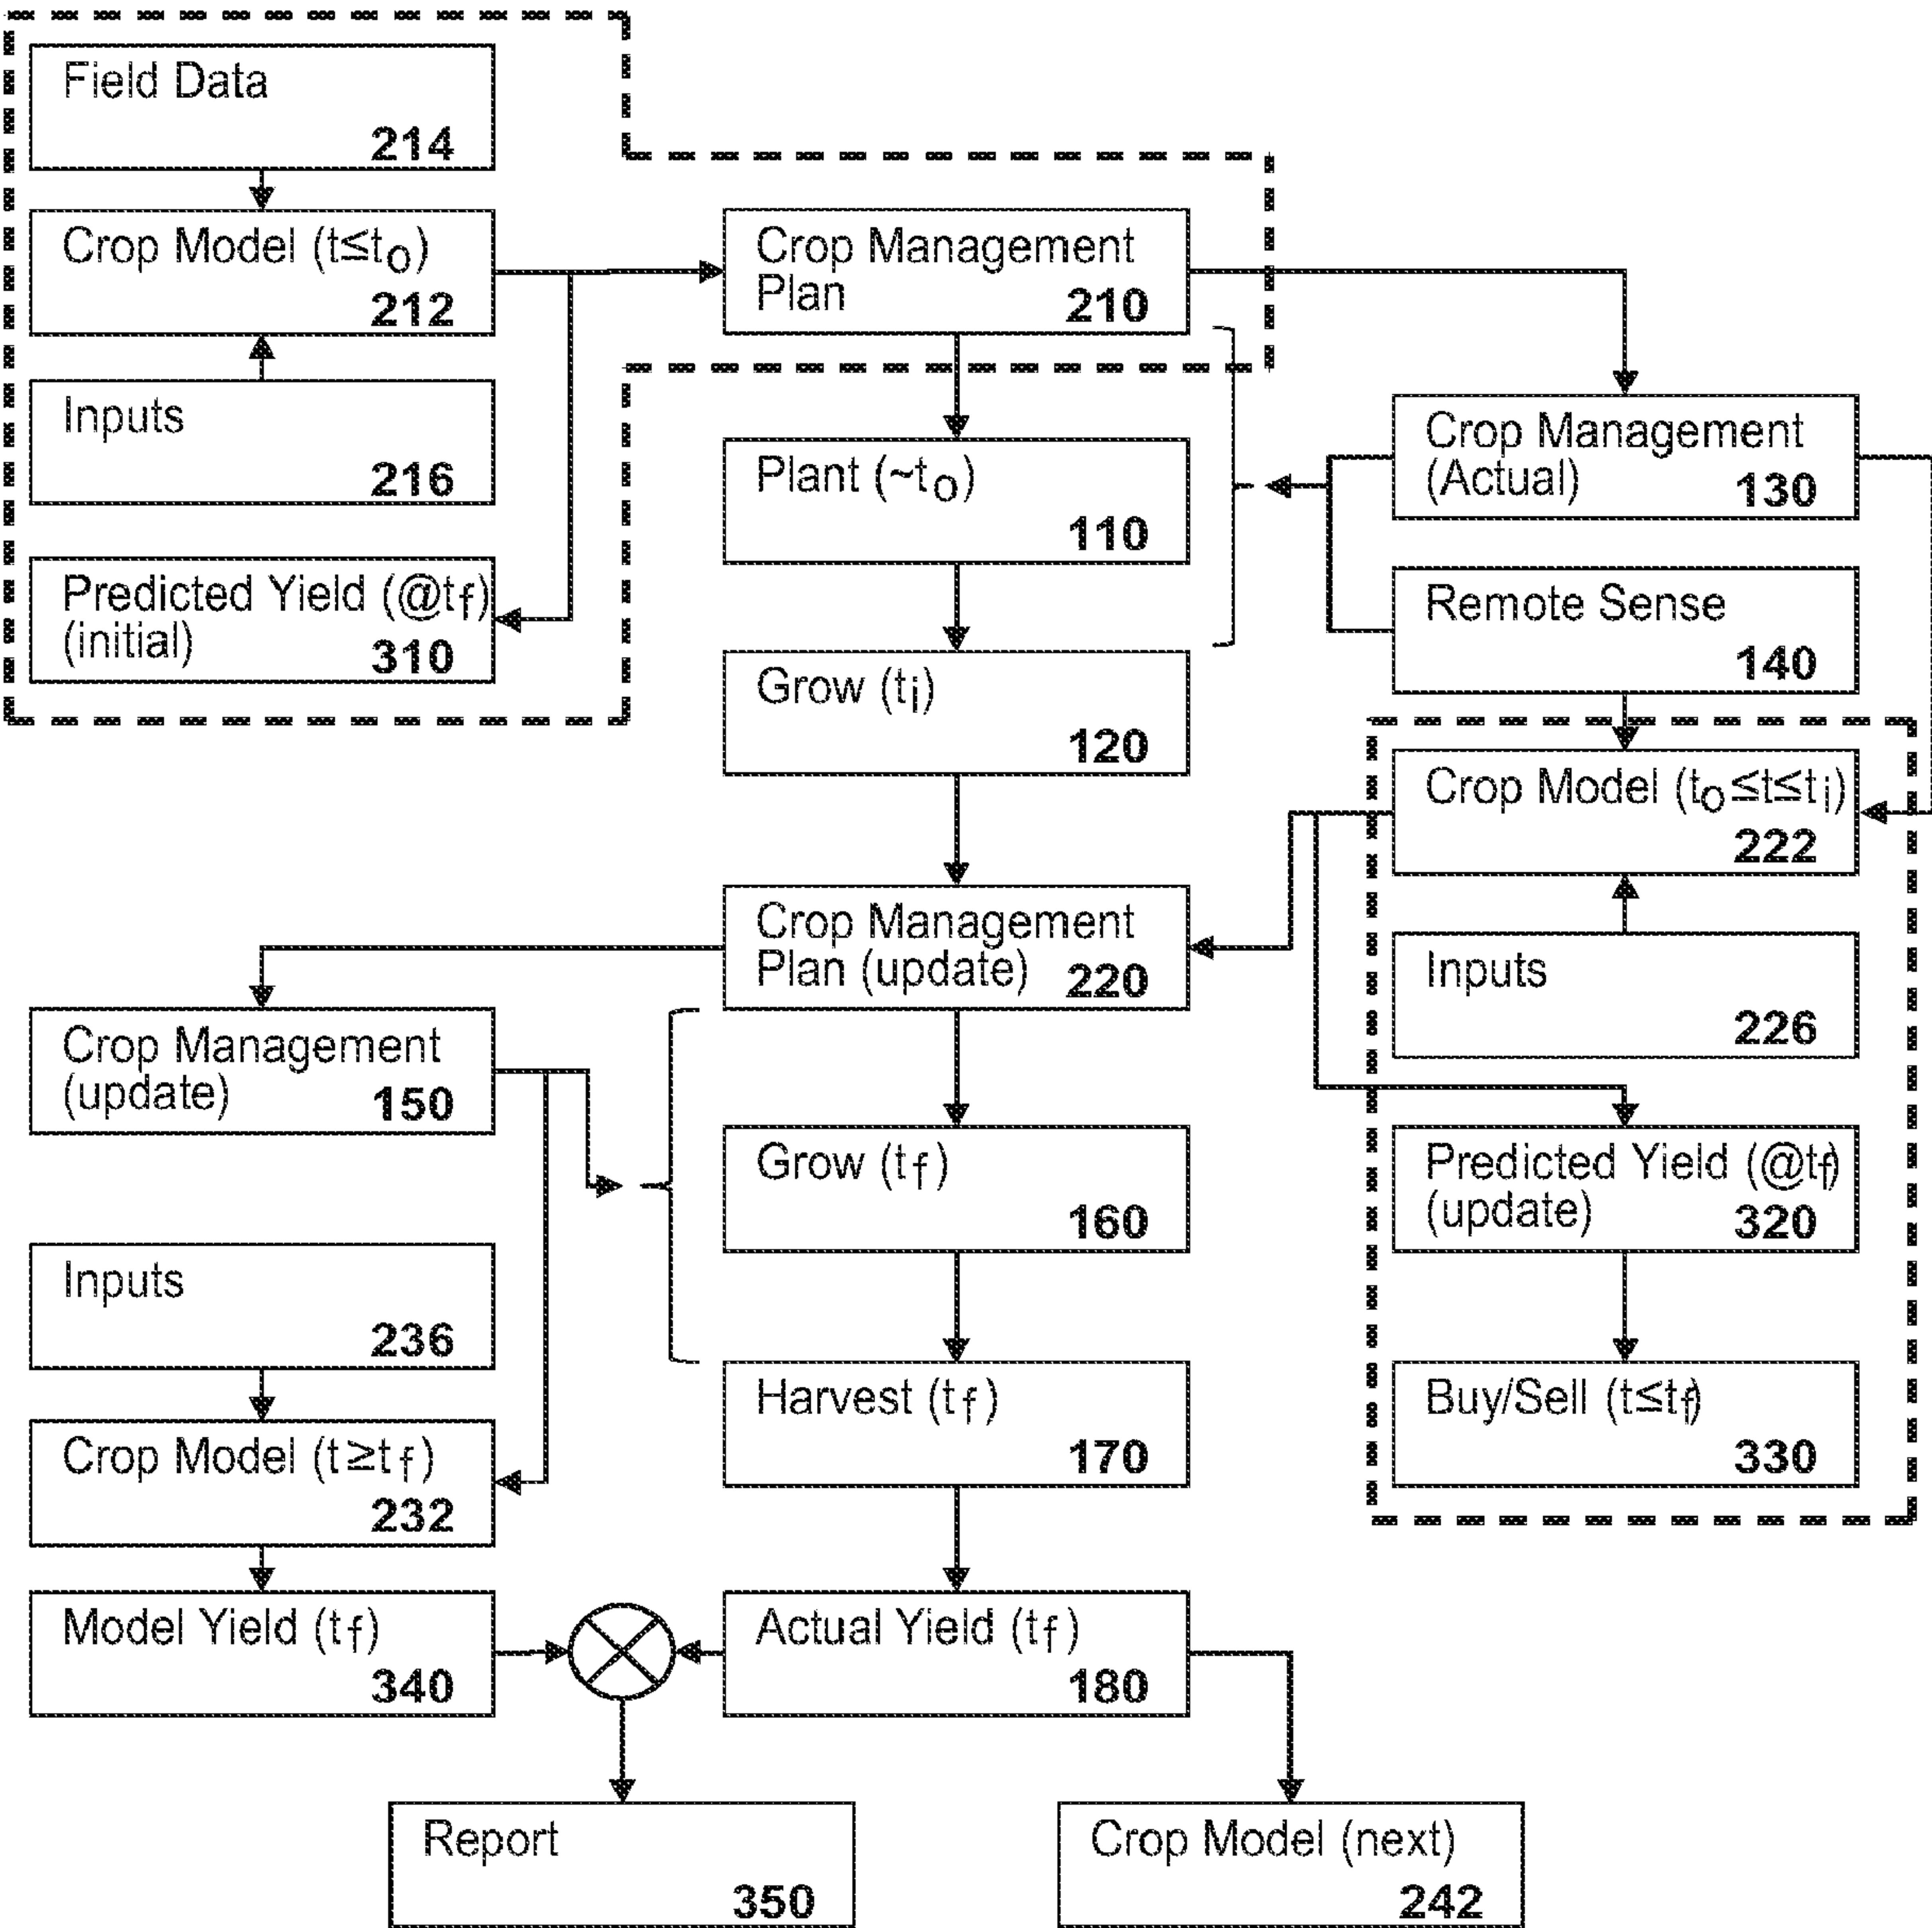 Field Data
214
Crop Model (t≤to)
212
Crop Management
Plan
210
Inputs
216
Crop Management
(Actual)
130
Plant (~to)
110
Predicted Yield (@tf)
(initial)
310
Remote Sense
140
Grow (ti)
120
Crop Model (to≤t≤ti)
222
Crop Management
Plan (update) 220
Inputs
226
Crop Management
(update)
150
Grow (tf)
160
Predicted Yield (@tf)
(update)
320
Inputs
236
Harvest (tf)
170
Buy/Sell (t≤tf)
330
Crop Model (t≥tf)
232
Model Yield (tf)
340
Actual Yield (tf)
180
Report
350
Crop Model (next)
242